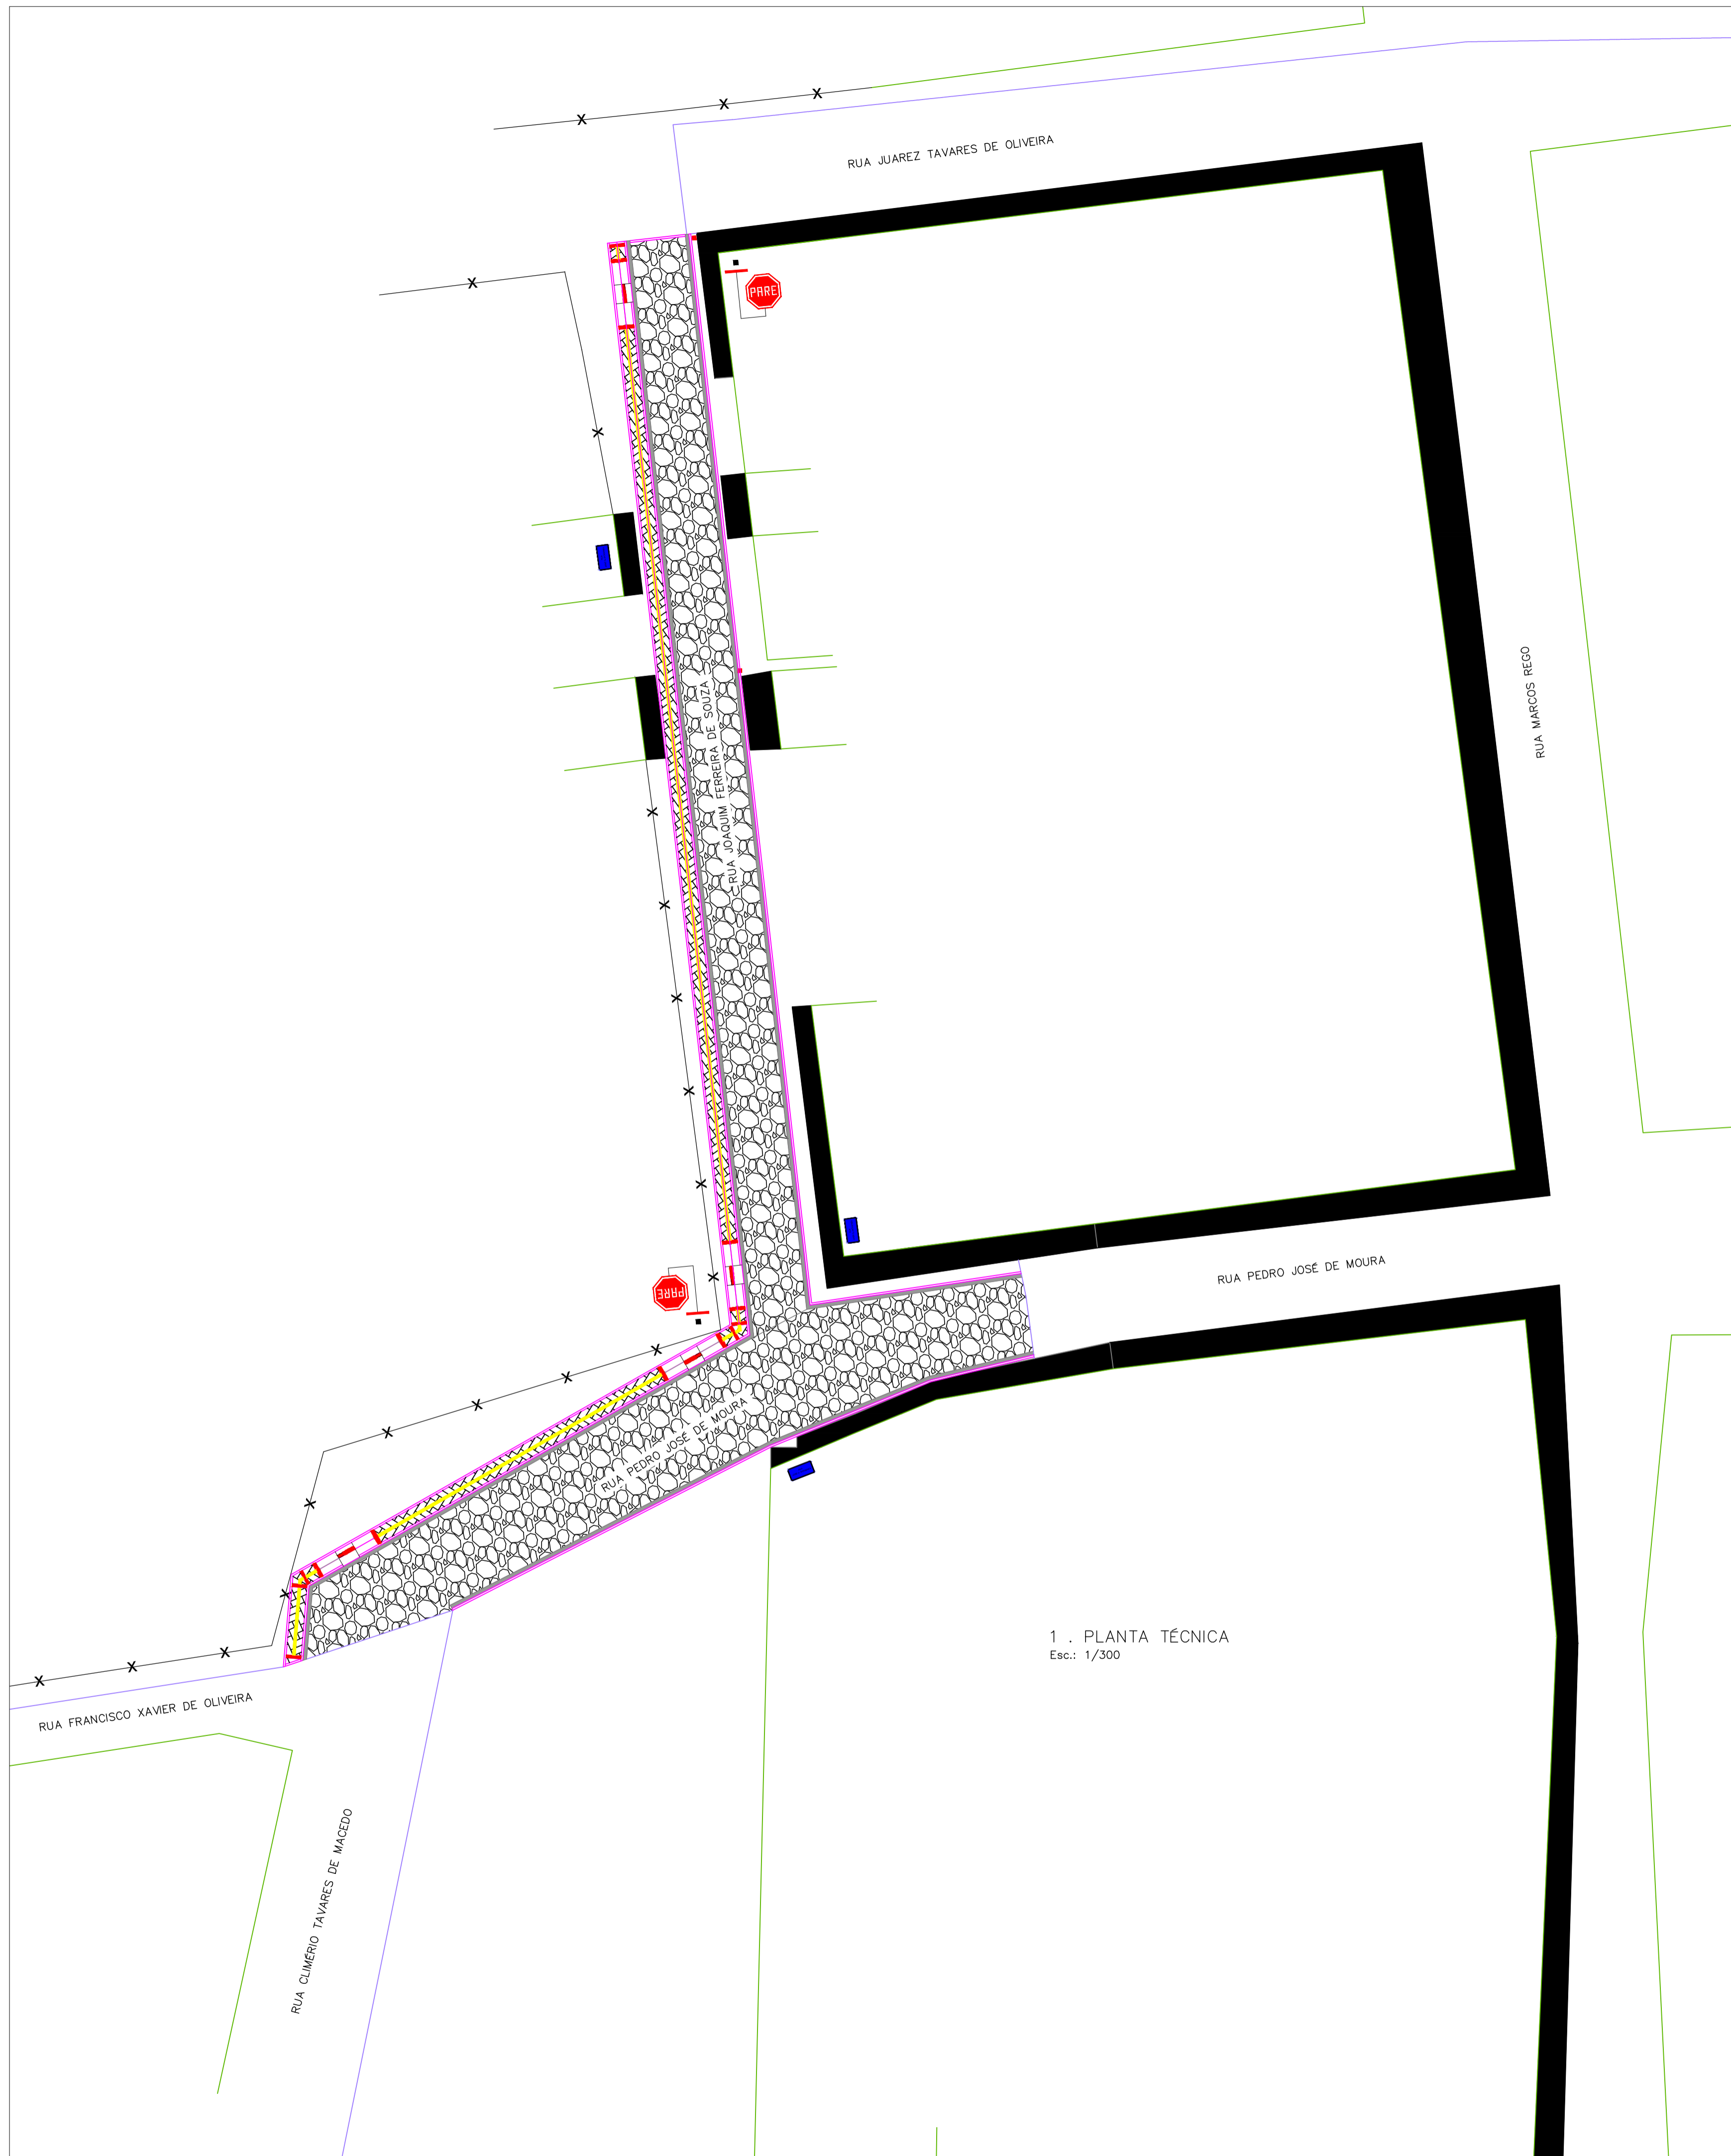 RUA JUAREZ TAVARES DE OLIVEIRA
PARE
RUA MARCOS REGO
RUA JOAQUIM FERREIRA DE SOUZA
RUA PEDRO JOSÉ DE MOURA
PARE
RUA PEDRO JOSÉ DE MOURA
1 . PLANTA TÉCNICA
Esc.: 1/300
RUA FRANCISCO XAVIER DE OLIVEIRA
RUA CLIMÉRIO TAVARES DE MACEDO